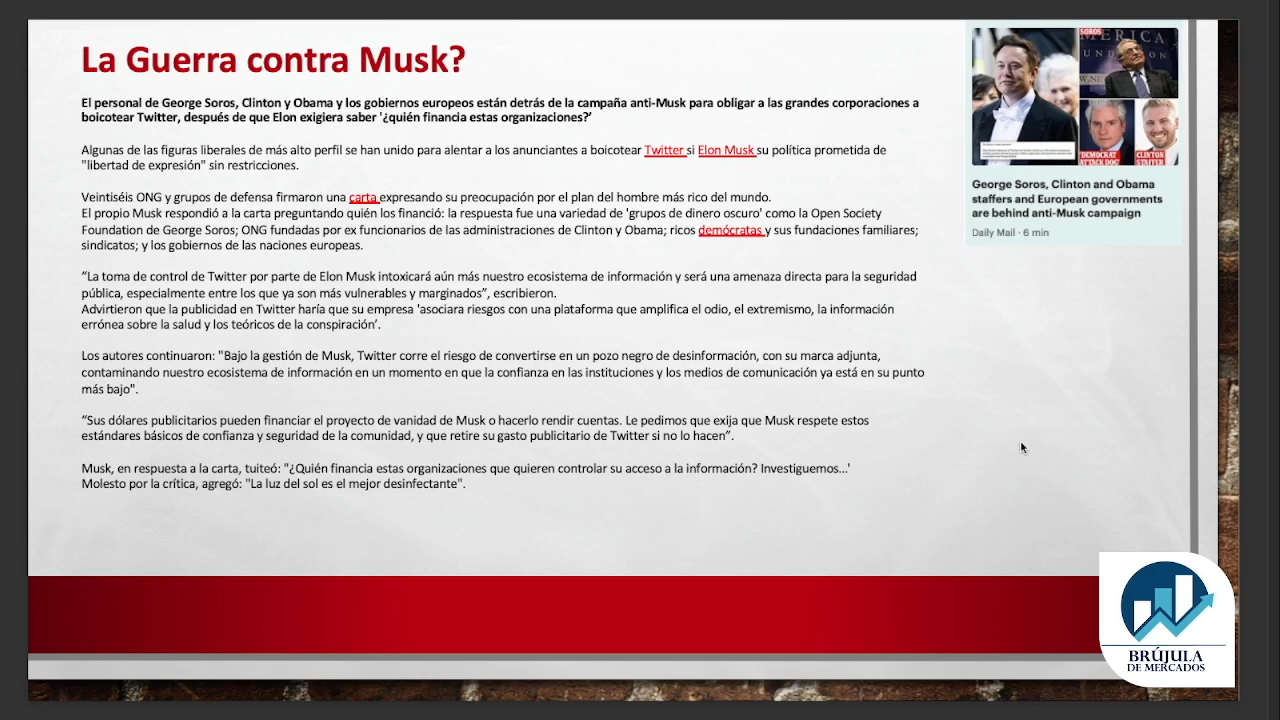 La Guerra contra Musk?
El personal de George Soros, Clinton y Obama y los gobiernos europeos están detrás de la campaña anti-Musk para obligar a las grandes corporaciones a
boicotear Twitter, después de que Elon exigiera saber '¿quién financia estas organizaciones?’
Algunas de las figuras liberales de más alto perfil se han unido para alentar a los anunciantes a boicotear Twitter si Elon Musk su política prometida de
"libertad de expresión" sin restricciones.
Veintiséis ONG y grupos de defensa firmaron una carta expresando su preocupación por el plan del hombre más rico del mundo.
El propio Musk respondió a la carta preguntando quién los financió: la respuesta fue una variedad de 'grupos de dinero oscuro' como la Open Society
Foundation de George Soros; ONG fundadas por ex funcionarios de las administraciones de Clinton y Obama; ricos demócratas y sus fundaciones familiares;
sindicatos; y los gobiernos de las naciones europeas.
“La toma de control de Twitter por parte de Elon Musk intoxicará aún más nuestro ecosistema de información y será una amenaza directa para la seguridad
pública, especialmente entre los que ya son más vulnerables y marginados”, escribieron.
Advirtieron que la publicidad en Twitter haría que su empresa 'asociara riesgos con una plataforma que amplifica el odio, el extremismo, la información
errónea sobre la salud y los teóricos de la conspiración’.
Los autores continuaron: "Bajo la gestión de Musk, Twitter corre el riesgo de convertirse en un pozo negro de desinformación, con su marca adjunta,
contaminando nuestro ecosistema de información en un momento en que la confianza en las instituciones y los medios de comunicación ya está en su punto
más bajo".
“Sus dólares publicitarios pueden financiar el proyecto de vanidad de Musk o hacerlo rendir cuentas. Le pedimos que exija que Musk respete estos
estándares básicos de confianza y seguridad de la comunidad, y que retire su gasto publicitario de Twitter si no lo hacen”.
Musk, en respuesta a la carta, tuiteó: "¿Quién financia estas organizaciones que quieren controlar su acceso a la información? Investiguemos...'
Molesto por la crítica, agregó: "La luz del sol es el mejor desinfectante".
SOROS
MERICA
DEMOCRAT
ATTACK DOG
CLINTON
STAFFER
George Soros, Clinton and Obama
staffers and European governments
are behind anti-Musk campaign
Daily Mail · 6 min
BRÚJULA
DE MERCADOS